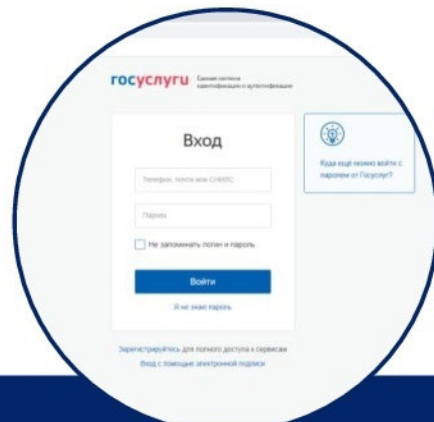 госуслуги
Единая система
идентификации и аутентификации
Вход
Телефон, почта или СНИЛС
Пароль
Не запоминать логин и пароль
Войти
Я не знаю пароль
Зарегистрируйтесь для полного доступа к сервисам
Вход с помощью электронной подписи
Куда ещё можно войти с
паролем от Госуслуг?